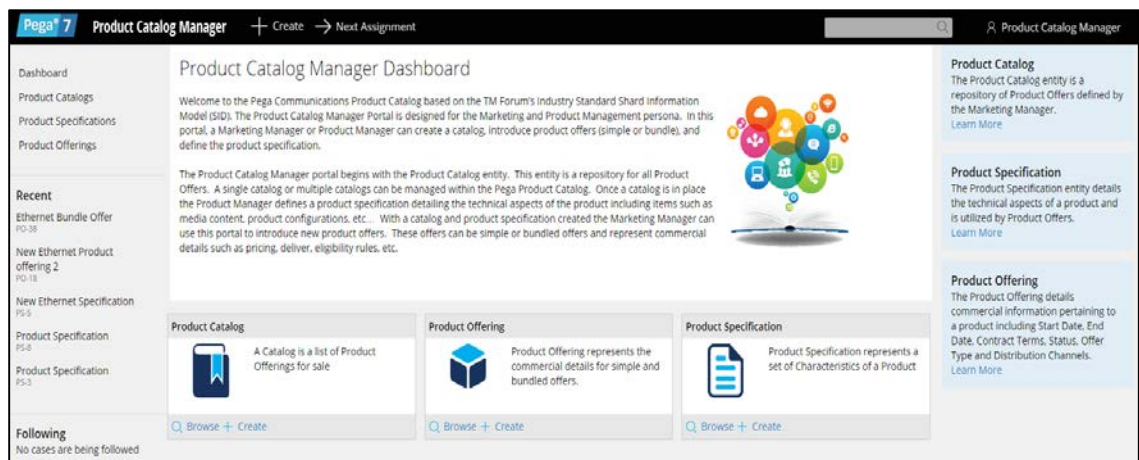 Pega® 7 Product Catalog Manager Create Next Assignment Product Catalog Manager
Dashboard
Product Catalogs
Product Specifications
Product Offerings
Recent
Ethernet Bundle Offer
PO-38
New Ethernet Product
offering 2
PO-18
New Ethernet Specification
PS-5
Product Specification
PS-8
Product Specification
PS-3
Following
No cases are being followed
Product Catalog Manager Dashboard
Welcome to the Pega Communications Product Catalog based on the TM Forum's Industry Standard Shard Information
Model (SID). The Product Catalog Manager Portal is designed for the Marketing and Product Management persona. In this
portal, a Marketing Manager or Product Manager can create a catalog, introduce product offers (simple or bundle), and
define the product specification.
The Product Catalog Manager portal begins with the Product Catalog entity. This entity is a repository for all Product
Offers. A single catalog or multiple catalogs can be managed within the Pega Product Catalog. Once a catalog is in place
the Product Manager defines a product specification detailing the technical aspects of the product including items such as
media content, product configurations, etc... With a catalog and product specification created the Marketing Manager can
use this portal to introduce new product offers. These offers can be simple or bundled offers and represent commercial
details such as pricing, deliver, eligibility rules, etc.
Product Catalog
A Catalog is a list of Product
Offerings for sale
Browse Create
Product Offering
Product Offering represents the
commercial details for simple and
bundled offers.
Browse Create
Product Specification
Product Specification represents a
set of Characteristics of a Product
Browse Create
Product Catalog
The Product Catalog entity is a
repository of Product Offers defined by
the Marketing Manager.
Learn More
Product Specification
The Product Specification entity details
the technical aspects of a product and
is utilized by Product Offers.
Learn More
Product Offering
The Product Offering details
commercial information pertaining to
a product including Start Date, End
Date, Contract Terms, Status, Offer
Type and Distribution Channels.
Learn More